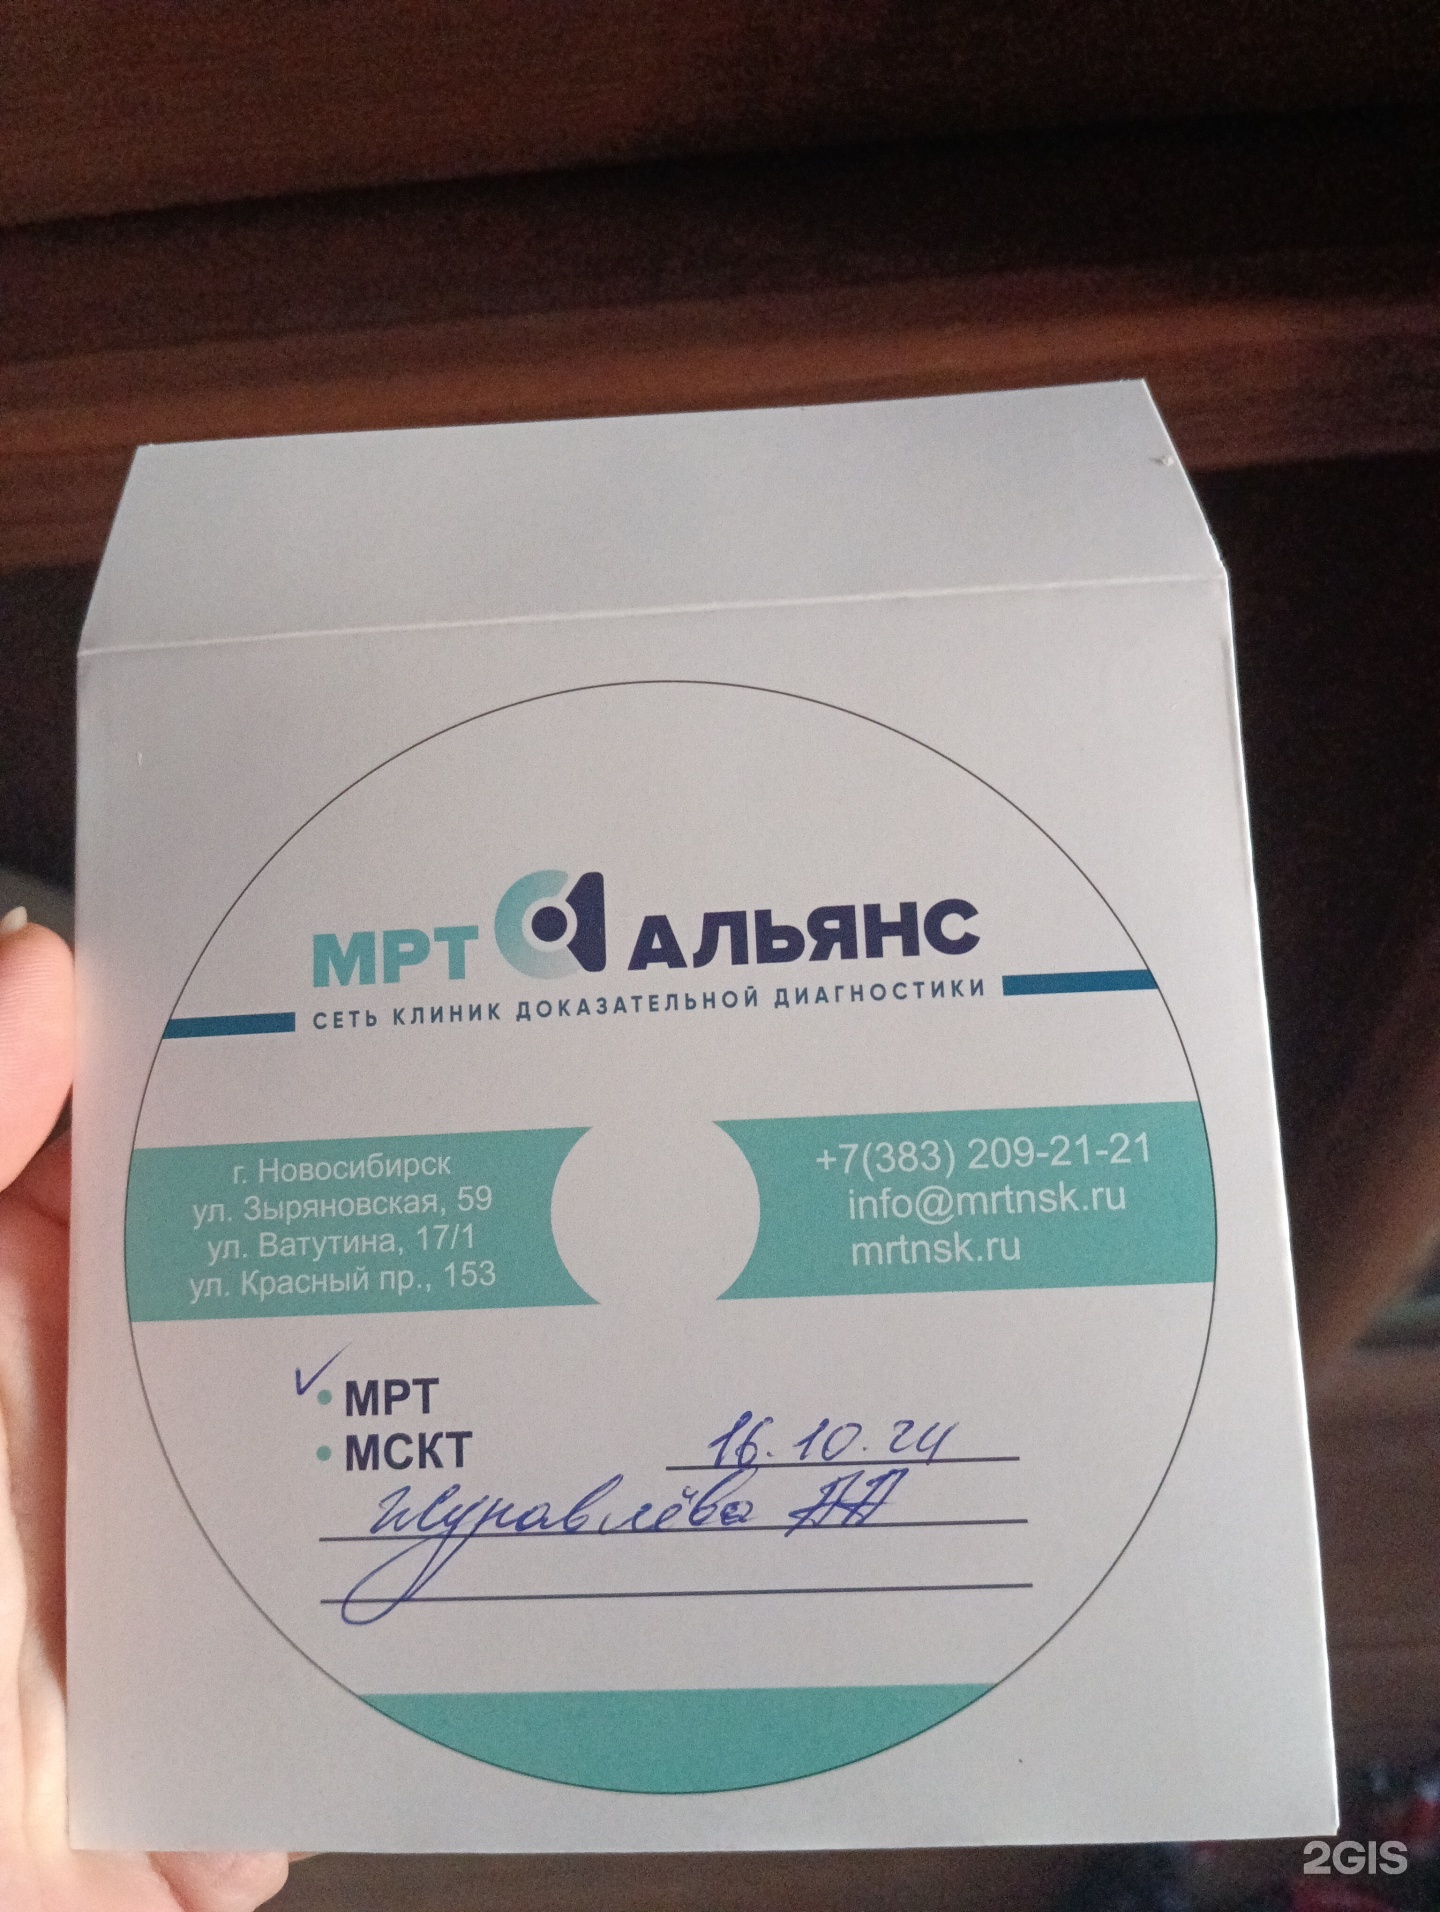 МРТ АЛЬЯНС
СЕТЬ КЛИНИК ДОКАЗАТЕЛЬНОЙ ДИАГНОСТИКИ
г. Новосибирск
ул. Зыряновская, 59
ул. Ватутина, 17/1
ул. Красный пр., 153
+7(383) 209-21-21
info@mrtnsk.ru
mrtnsk.ru
• МРТ
• МСКТ
16.10.24
Журавлёва АА
2GIS